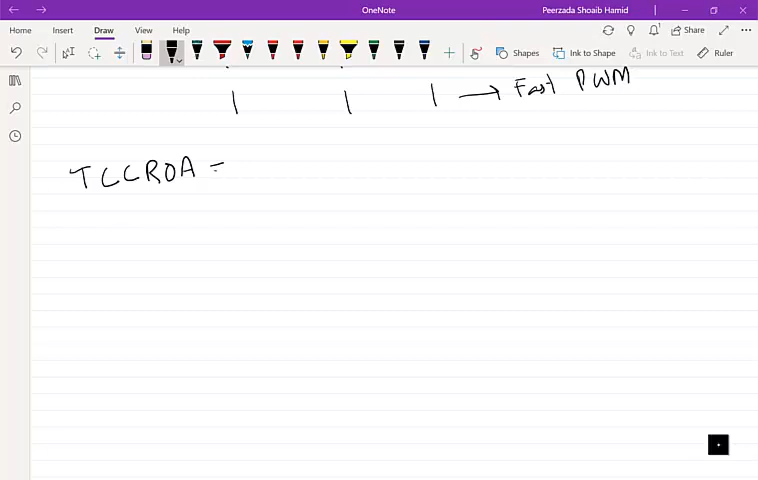 OneNote
Peerzada Shoaib Hamid
Home Insert Draw View Help
Share
Shapes Ink to Shape Ink to Text Ruler
1 1 1 → Fast PWM
TCCR0A =